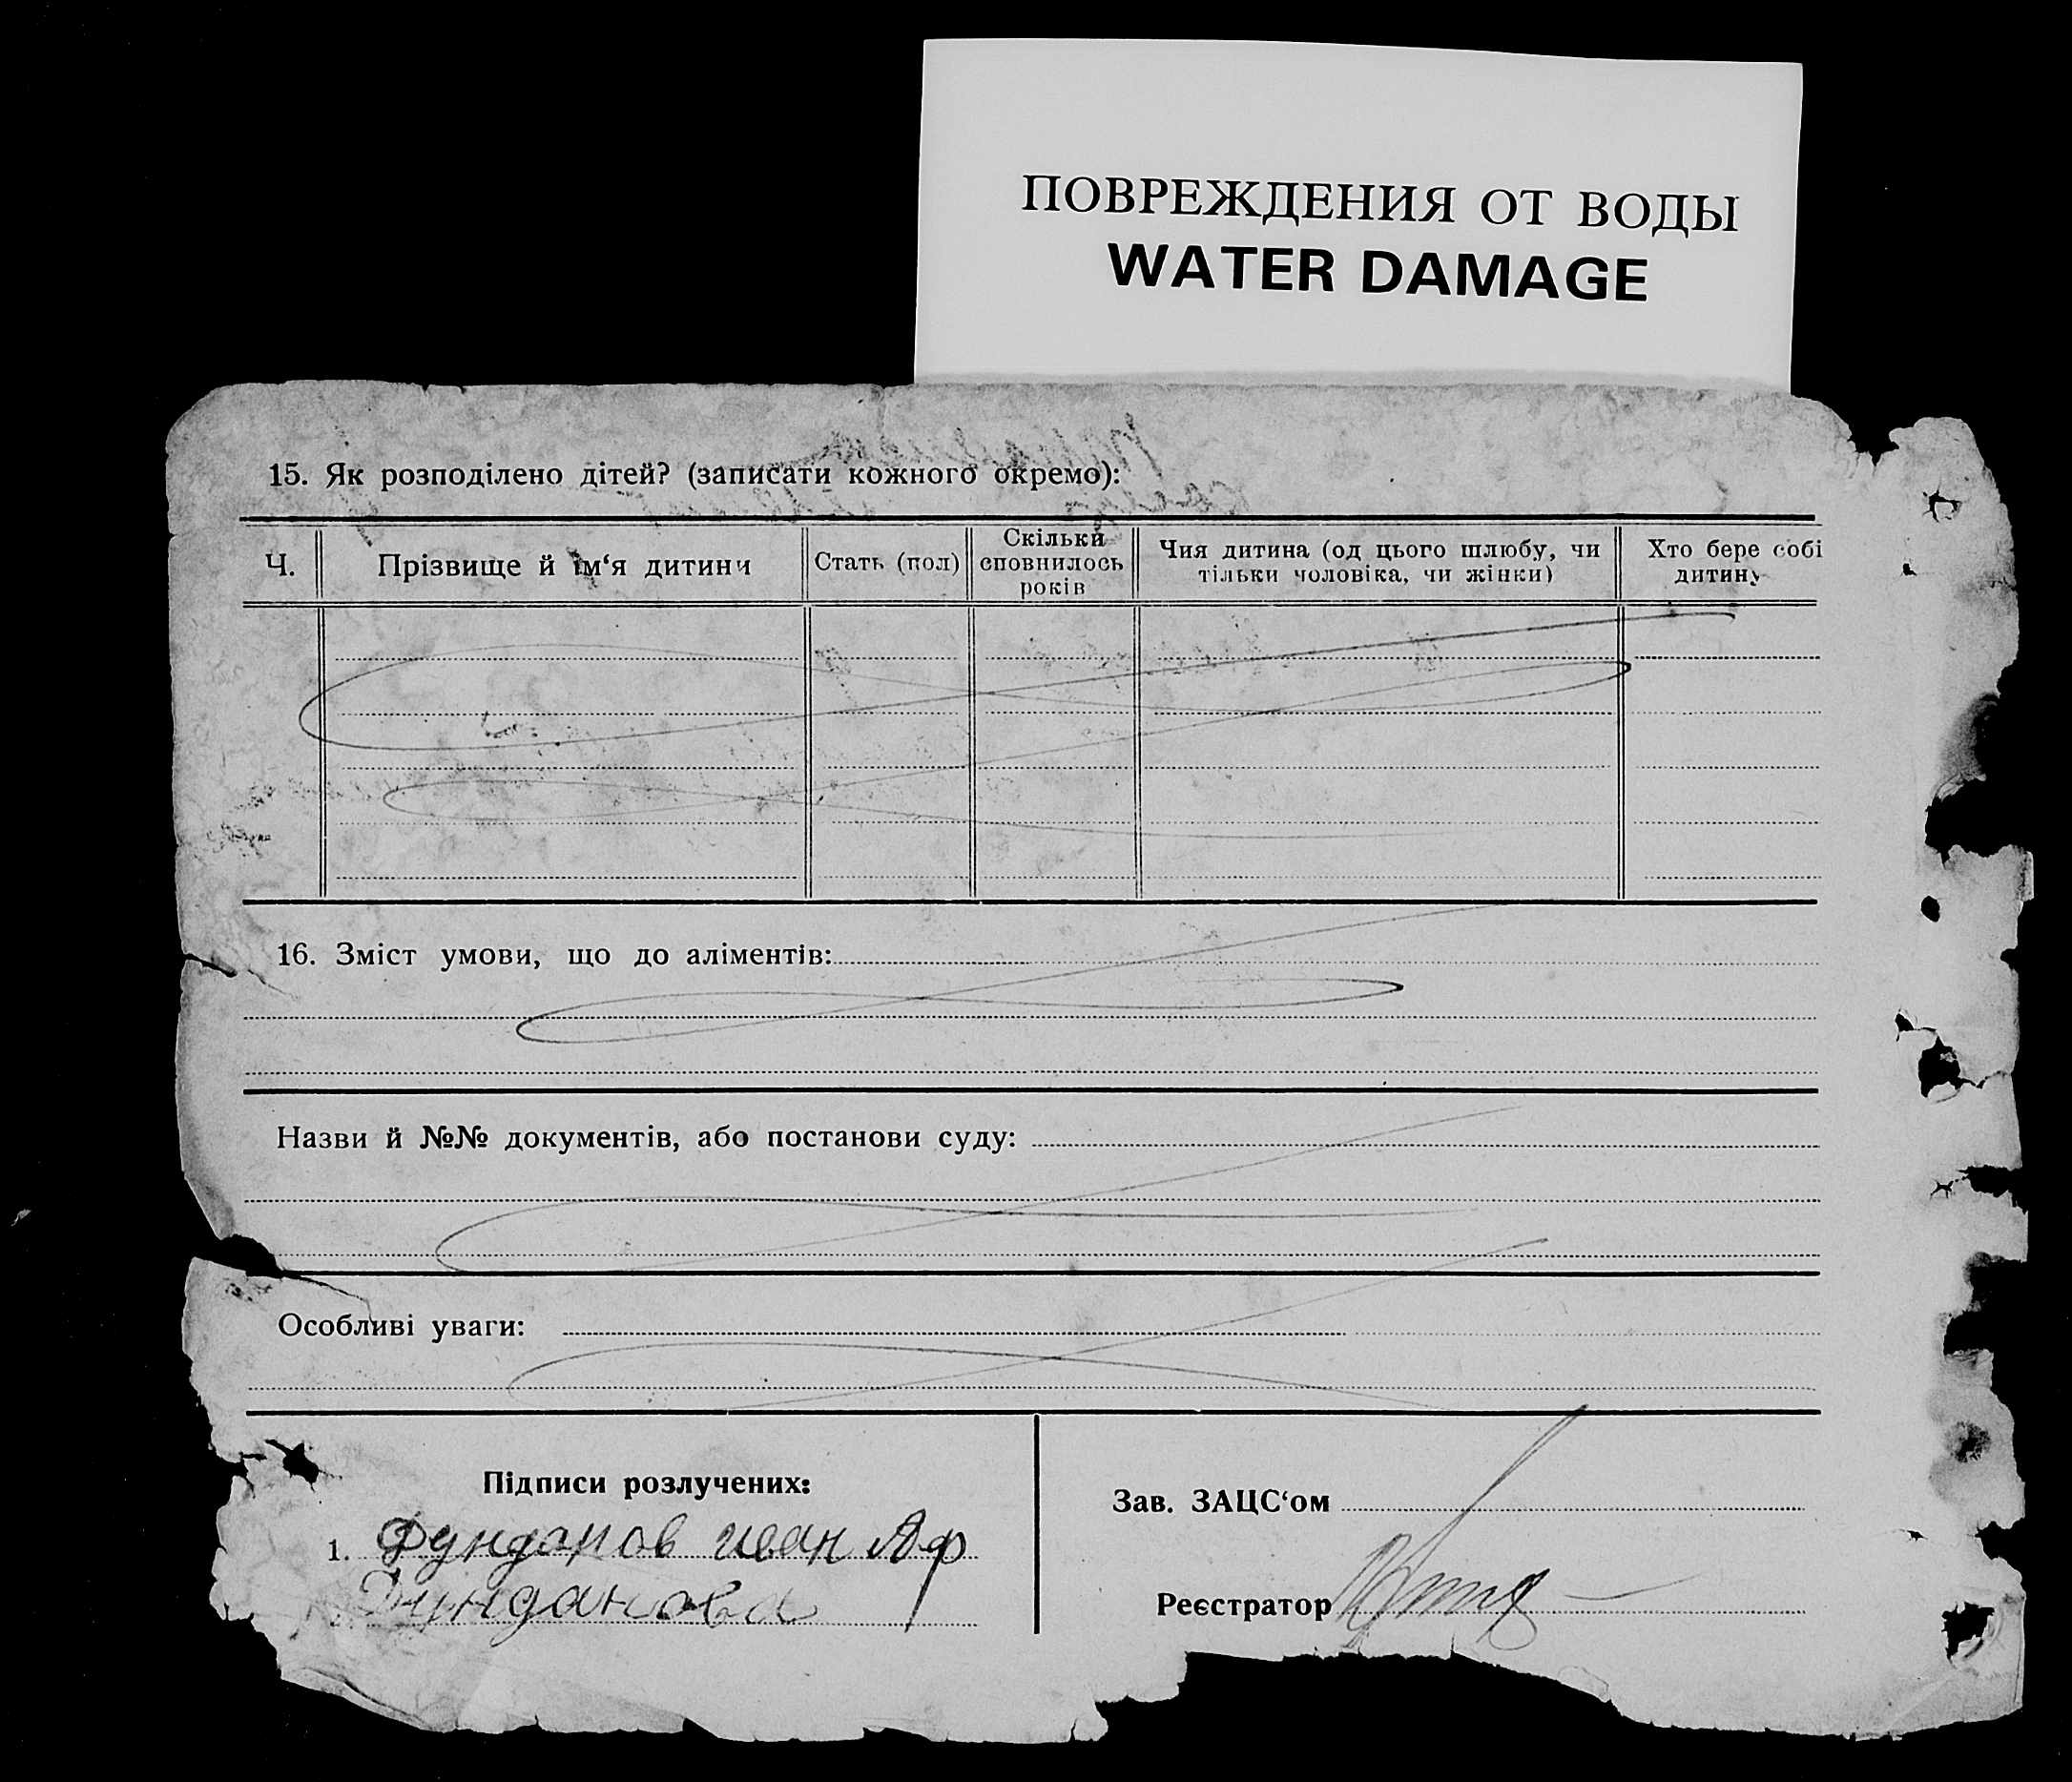 ПОВРЕЖДЕНИЯ ОТ ВОДЫ
WATER DAMAGE
15. Як розподілено дітей? (записати кожного окремо):
Ч.
Прізвище й ім‘я дитини
Стать (пол)
Скільки
сповнилось
років
Чия дитина (од цього шлюбу, чи
тільки чоловіка, чи жінки)
Хто бере собі
дитину
16. Зміст умови, що до аліментів:
Назви й №№ документів, або постанови суду:
Особливі уваги:
Підписи розлучених:
1. Фунданов иван Аф
Фунданова
Зав. ЗАЦС‘ом
Реєстратор